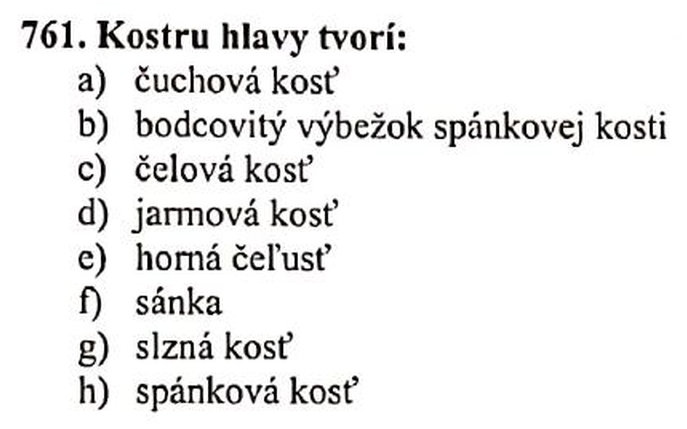 761. Kostru hlavy tvorí:
a) čuchová kosť
b) bodcovitý výbežok spánkovej kosti
c) čelová kosť
d) jarmová kosť
e) horná čeľusť
f) sánka
g) slzná kosť
h) spánková kosť